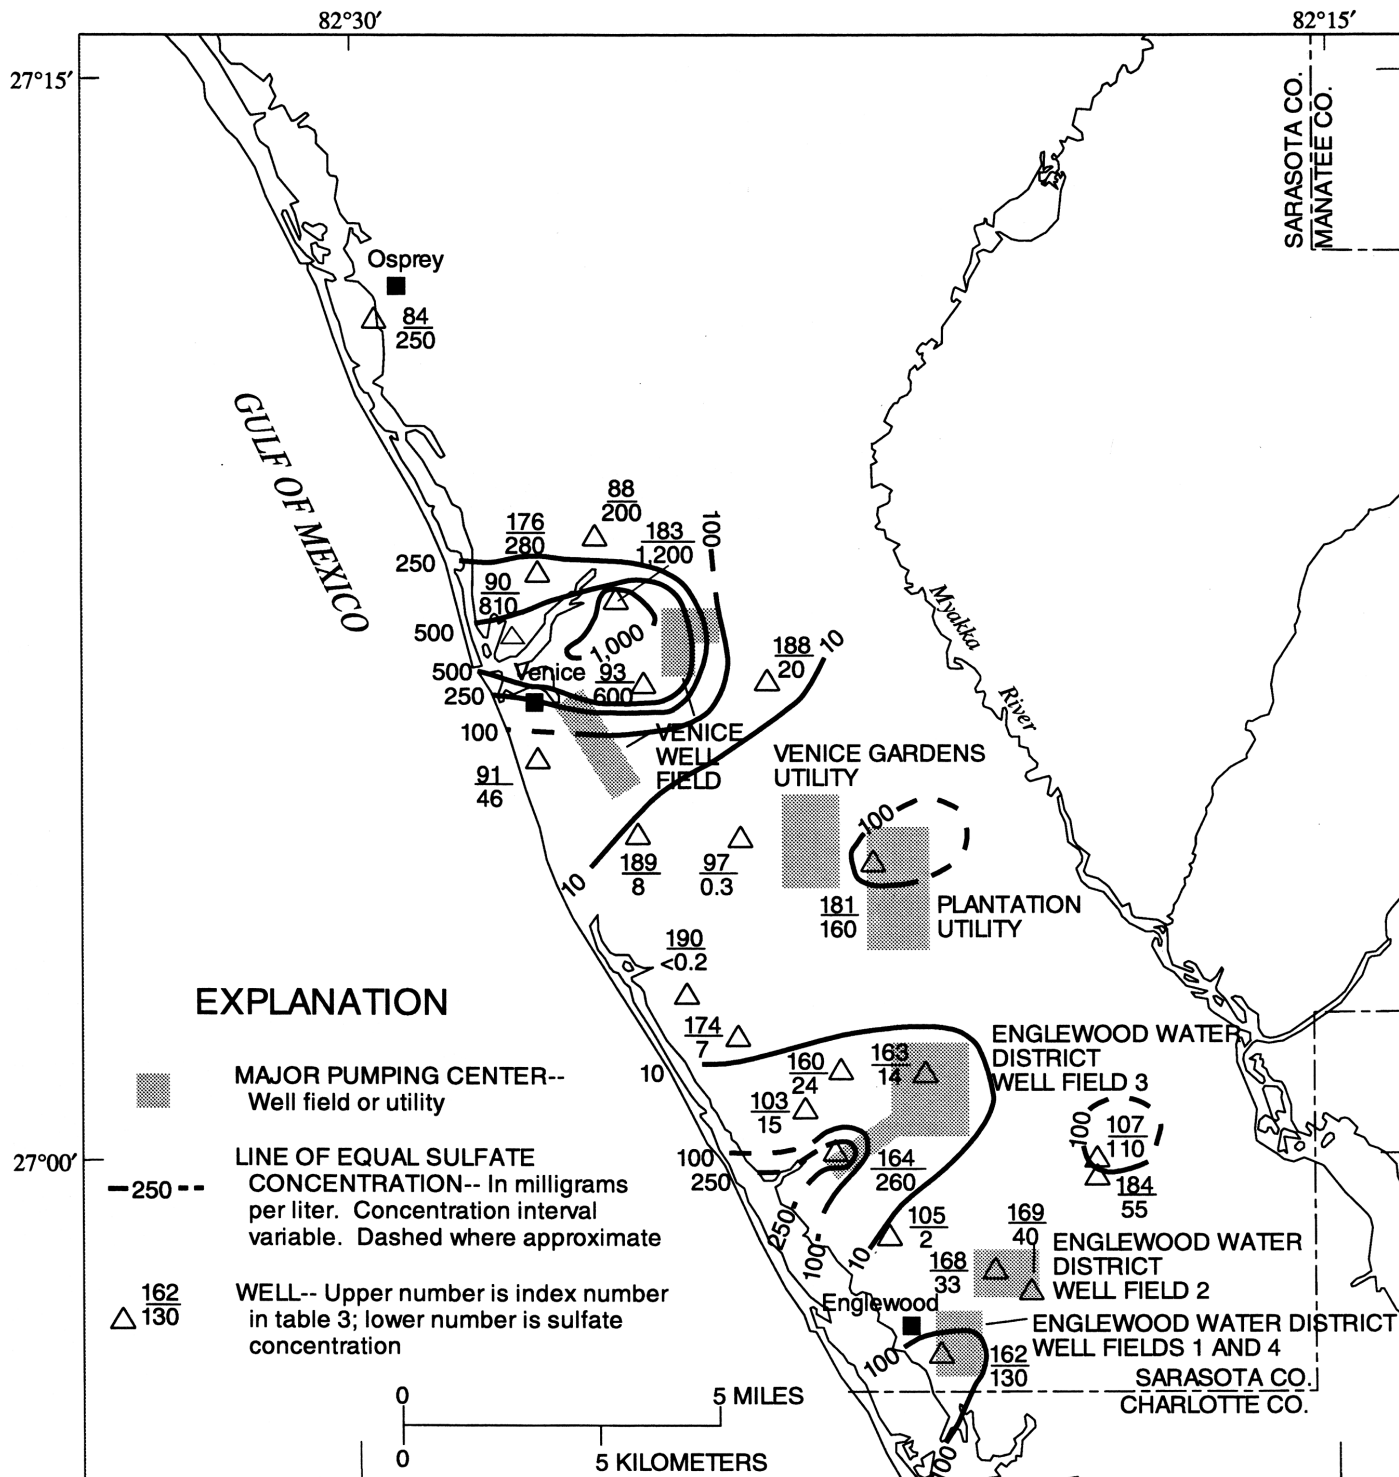 82°30′
82°15′
27°15′
SARASOTA CO.
MANATEE CO.
Osprey
84
250
GULF OF MEXICO
88
200
176
280
183
1,200
100
250
90
810
Myakka
500
1,000
188
20
10
500
Venice
93
600
250
River
100
VENICE
WELL
FIELD
VENICE GARDENS
UTILITY
91
46
100
189
8
97
0.3
10
181
160
PLANTATION
UTILITY
190
<0.2
EXPLANATION
174
7
ENGLEWOOD WATER
DISTRICT
WELL FIELD 3
160
24
163
14
10
MAJOR PUMPING CENTER--
Well field or utility
103
15
100
107
110
27°00′
LINE OF EQUAL SULFATE
CONCENTRATION-- In milligrams
per liter. Concentration interval
variable. Dashed where approximate
250
100
250
164
260
184
55
250
100
10
105
2
169
40
168
33
ENGLEWOOD WATER
DISTRICT
WELL FIELD 2
162
130
WELL-- Upper number is index number
in table 3; lower number is sulfate
concentration
Englewood
ENGLEWOOD WATER DISTRICT
WELL FIELDS 1 AND 4
100
162
130
SARASOTA CO.
CHARLOTTE CO.
0
5 MILES
0
5 KILOMETERS
100